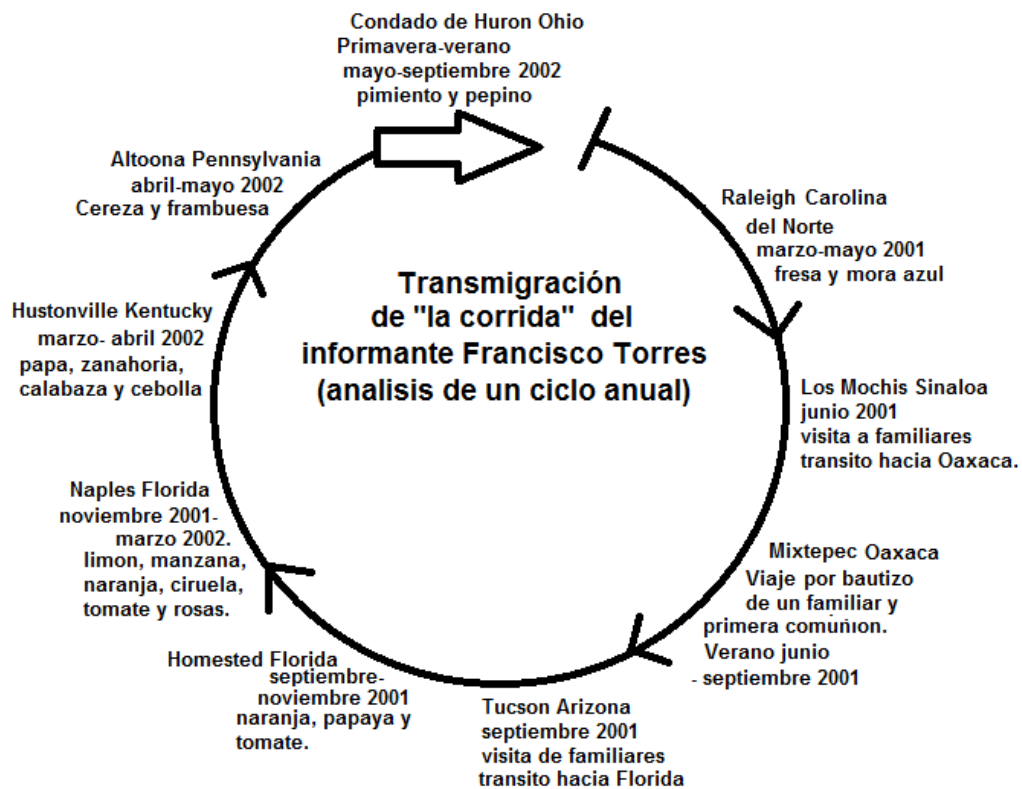 Condado de Huron Ohio
Primavera-verano
mayo-septiembre 2002
pimiento y pepino
Altoona Pennsylvania
abril-mayo 2002
Cereza y frambuesa
Raleigh Carolina
del Norte
marzo-mayo 2001
fresa y mora azul
Transmigración
de "la corrida" del
informante Francisco Torres
(analisis de un ciclo anual)
Hustonville Kentucky
marzo- abril 2002
papa, zanahoria,
calabaza y cebolla
Los Mochis Sinaloa
junio 2001
visita a familiares
transito hacia Oaxaca.
Naples Florida
noviembre 2001-
marzo 2002.
limon, manzana,
naranja, ciruela,
tomate y rosas.
Mixtepec Oaxaca
Viaje por bautizo
de un familiar y
primera comuñion.
Verano junio
- septiembre 2001
Homested Florida
septiembre-
noviembre 2001
naranja, papaya y
tomate.
Tucson Arizona
septiembre 2001
visita de familiares
transito hacia Florida